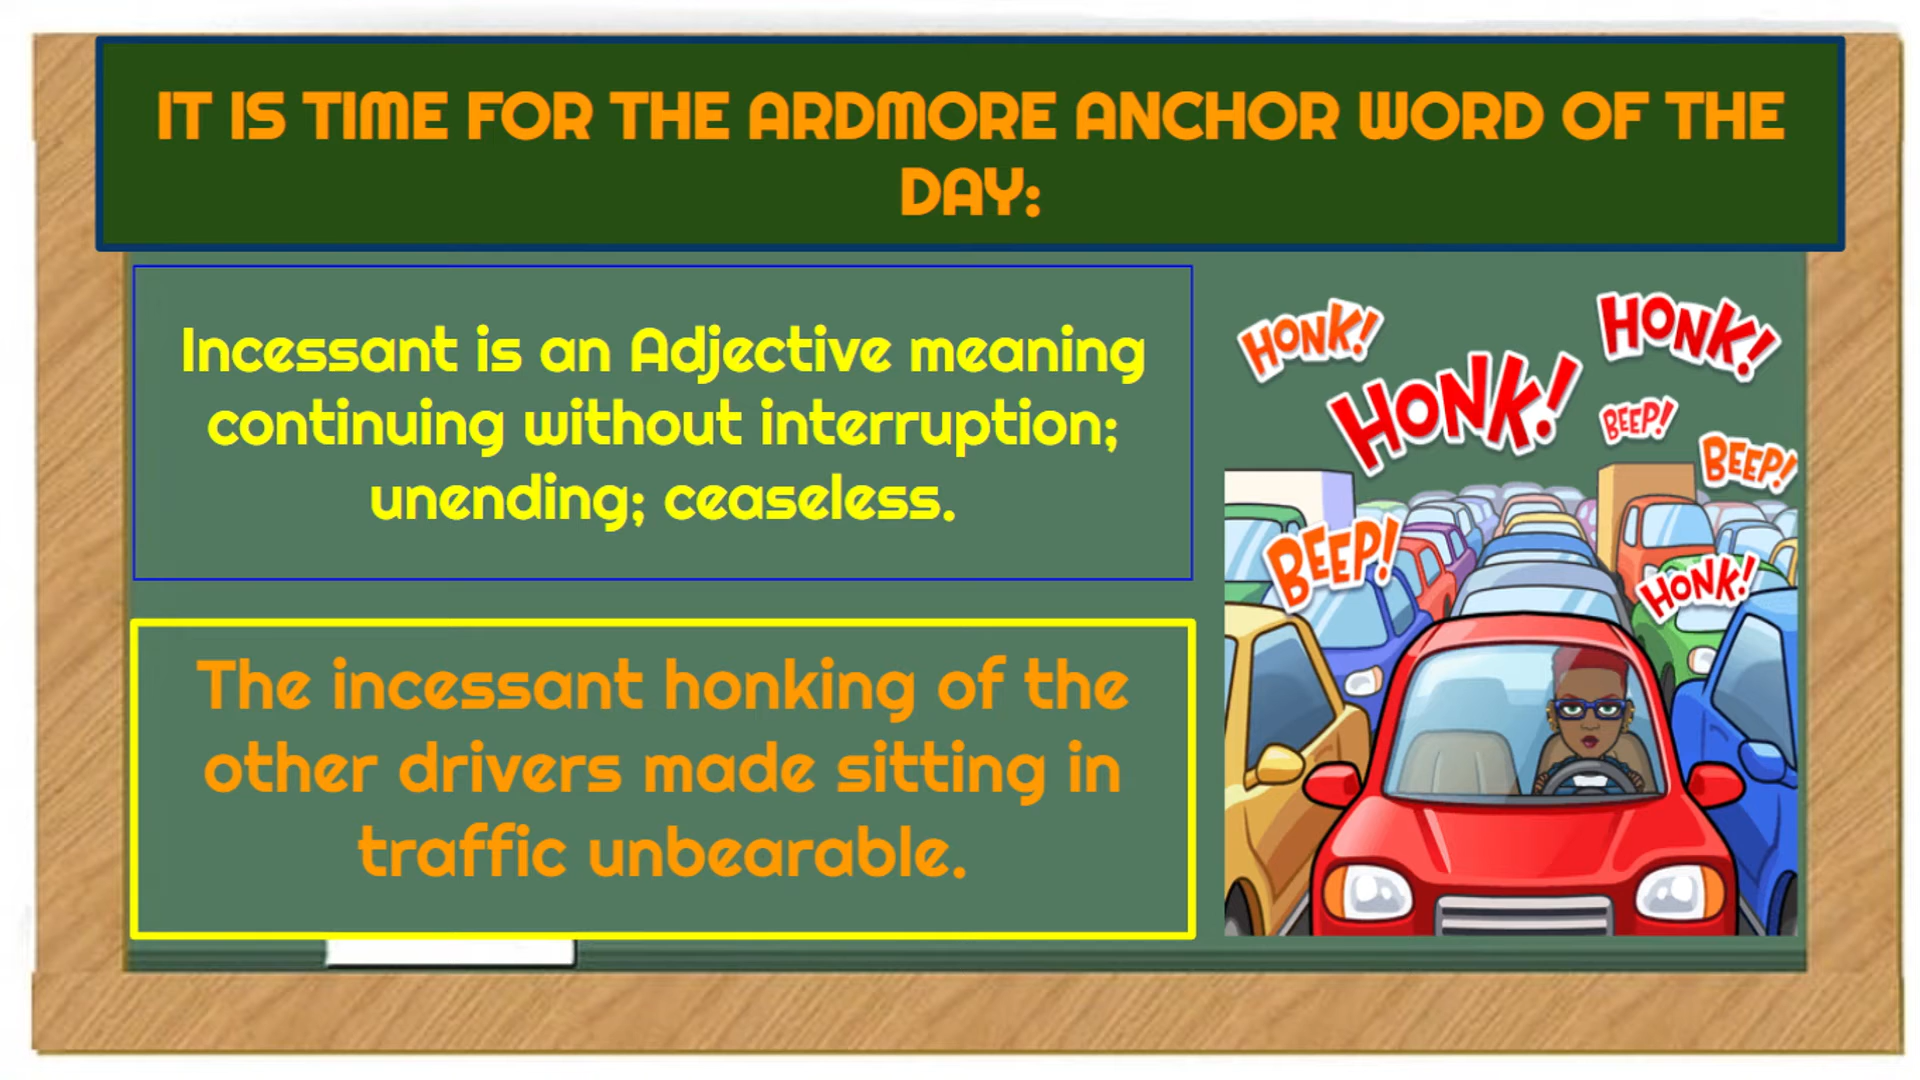 IT IS TIME FOR THE ARDMORE ANCHOR WORD OF THE
DAY:
Incessant is an Adjective meaning
continuing without interruption;
unending; ceaseless.
The incessant honking of the
other drivers made sitting in
traffic unbearable.
HONK!
HONK!
HONK!
BEEP!
BEEP!
BEEP!
HONK!